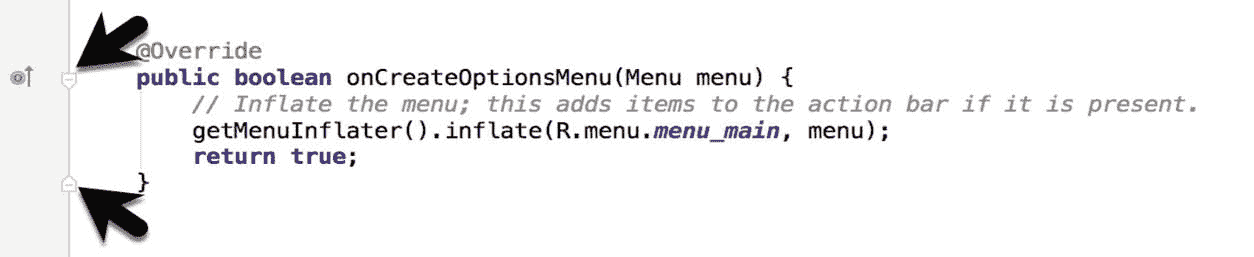 @Override
public boolean onCreateOptionsMenu(Menu menu) {
// Inflate the menu; this adds items to the action bar if it is present.
getMenuInflater().inflate(R.menu.menu_main, menu);
return true;
}